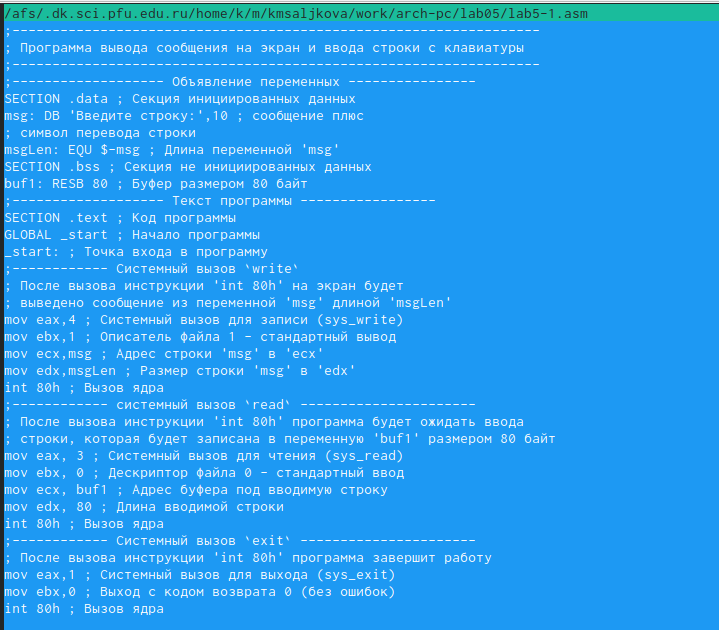 /afs/.dk.sci.pfu.edu.ru/home/k/m/kmsaljkova/work/arch-pc/lab05/lab5-1.asm
;------------------------------------------------------------------
; Программа вывода сообщения на экран и ввода строки с клавиатуры
;------------------------------------------------------------------
;------------------- Объявление переменных ----------------
SECTION .data ; Секция инициированных данных
msg: DB 'Введите строку:',10 ; сообщение плюс
; символ перевода строки
msgLen: EQU $-msg ; Длина переменной 'msg'
SECTION .bss ; Секция не инициированных данных
buf1: RESB 80 ; Буфер размером 80 байт
;------------------- Текст программы -----------------
SECTION .text ; Код программы
GLOBAL _start ; Начало программы
_start: ; Точка входа в программу
;------------ Cистемный вызов `write`
; После вызова инструкции 'int 80h' на экран будет
; выведено сообщение из переменной 'msg' длиной 'msgLen'
mov eax,4 ; Системный вызов для записи (sys_write)
mov ebx,1 ; Описатель файла 1 - стандартный вывод
mov ecx,msg ; Адрес строки 'msg' в 'ecx'
mov edx,msgLen ; Размер строки 'msg' в 'edx'
int 80h ; Вызов ядра
;------------ системный вызов `read` ----------------------
; После вызова инструкции 'int 80h' программа будет ожидать ввода
; строки, которая будет записана в переменную 'buf1' размером 80 байт
mov eax, 3 ; Системный вызов для чтения (sys_read)
mov ebx, 0 ; Дескриптор файла 0 - стандартный ввод
mov ecx, buf1 ; Адрес буфера под вводимую строку
mov edx, 80 ; Длина вводимой строки
int 80h ; Вызов ядра
;------------ Системный вызов `exit` ----------------------
; После вызова инструкции 'int 80h' программа завершит работу
mov eax,1 ; Системный вызов для выхода (sys_exit)
mov ebx,0 ; Выход с кодом возврата 0 (без ошибок)
int 80h ; Вызов ядра